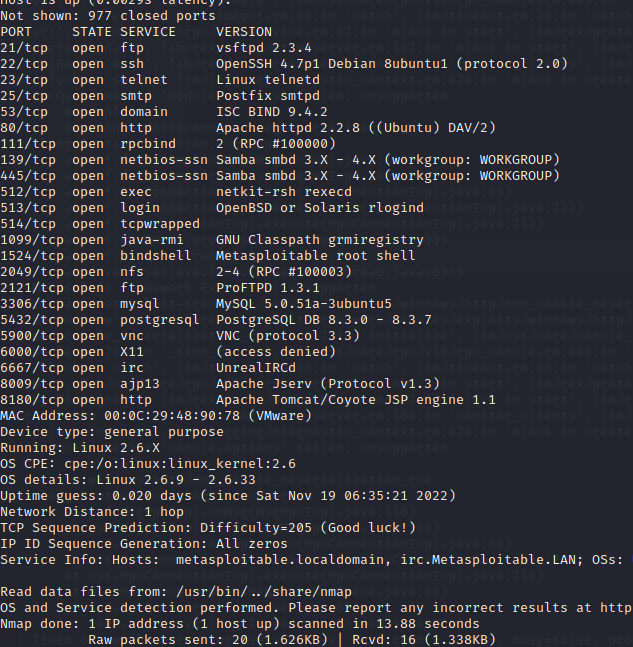 Host is up (0.0029s latency).
Not shown: 977 closed ports
PORT     STATE SERVICE     VERSION
21/tcp   open  ftp         vsftpd 2.3.4
22/tcp   open  ssh         OpenSSH 4.7p1 Debian 8ubuntu1 (protocol 2.0)
23/tcp   open  telnet      Linux telnetd
25/tcp   open  smtp        Postfix smtpd
53/tcp   open  domain      ISC BIND 9.4.2
80/tcp   open  http        Apache httpd 2.2.8 ((Ubuntu) DAV/2)
111/tcp  open  rpcbind     2 (RPC #100000)
139/tcp  open  netbios-ssn Samba smbd 3.X - 4.X (workgroup: WORKGROUP)
445/tcp  open  netbios-ssn Samba smbd 3.X - 4.X (workgroup: WORKGROUP)
512/tcp  open  exec        netkit-rsh rexecd
513/tcp  open  login       OpenBSD or Solaris rlogind
514/tcp  open  tcpwrapped
1099/tcp open  java-rmi    GNU Classpath grmiregistry
1524/tcp open  bindshell   Metasploitable root shell
2049/tcp open  nfs         2-4 (RPC #100003)
2121/tcp open  ftp         ProFTPD 1.3.1
3306/tcp open  mysql       MySQL 5.0.51a-3ubuntu5
5432/tcp open  postgresql  PostgreSQL DB 8.3.0 - 8.3.7
5900/tcp open  vnc         VNC (protocol 3.3)
6000/tcp open  X11         (access denied)
6667/tcp open  irc         UnrealIRCd
8009/tcp open  ajp13       Apache Jserv (Protocol v1.3)
8180/tcp open  http        Apache Tomcat/Coyote JSP engine 1.1
MAC Address: 00:0C:29:48:90:78 (VMware)
Device type: general purpose
Running: Linux 2.6.X
OS CPE: cpe:/o:linux:linux_kernel:2.6
OS details: Linux 2.6.9 - 2.6.33
Uptime guess: 0.020 days (since Sat Nov 19 06:35:21 2022)
Network Distance: 1 hop
TCP Sequence Prediction: Difficulty=205 (Good luck!)
IP ID Sequence Generation: All zeros
Service Info: Hosts:  metasploitable.localdomain, irc.Metasploitable.LAN; OSs:
Read data files from: /usr/bin/../share/nmap
OS and Service detection performed. Please report any incorrect results at http
Nmap done: 1 IP address (1 host up) scanned in 13.88 seconds
           Raw packets sent: 20 (1.626KB) | Rcvd: 16 (1.338KB)